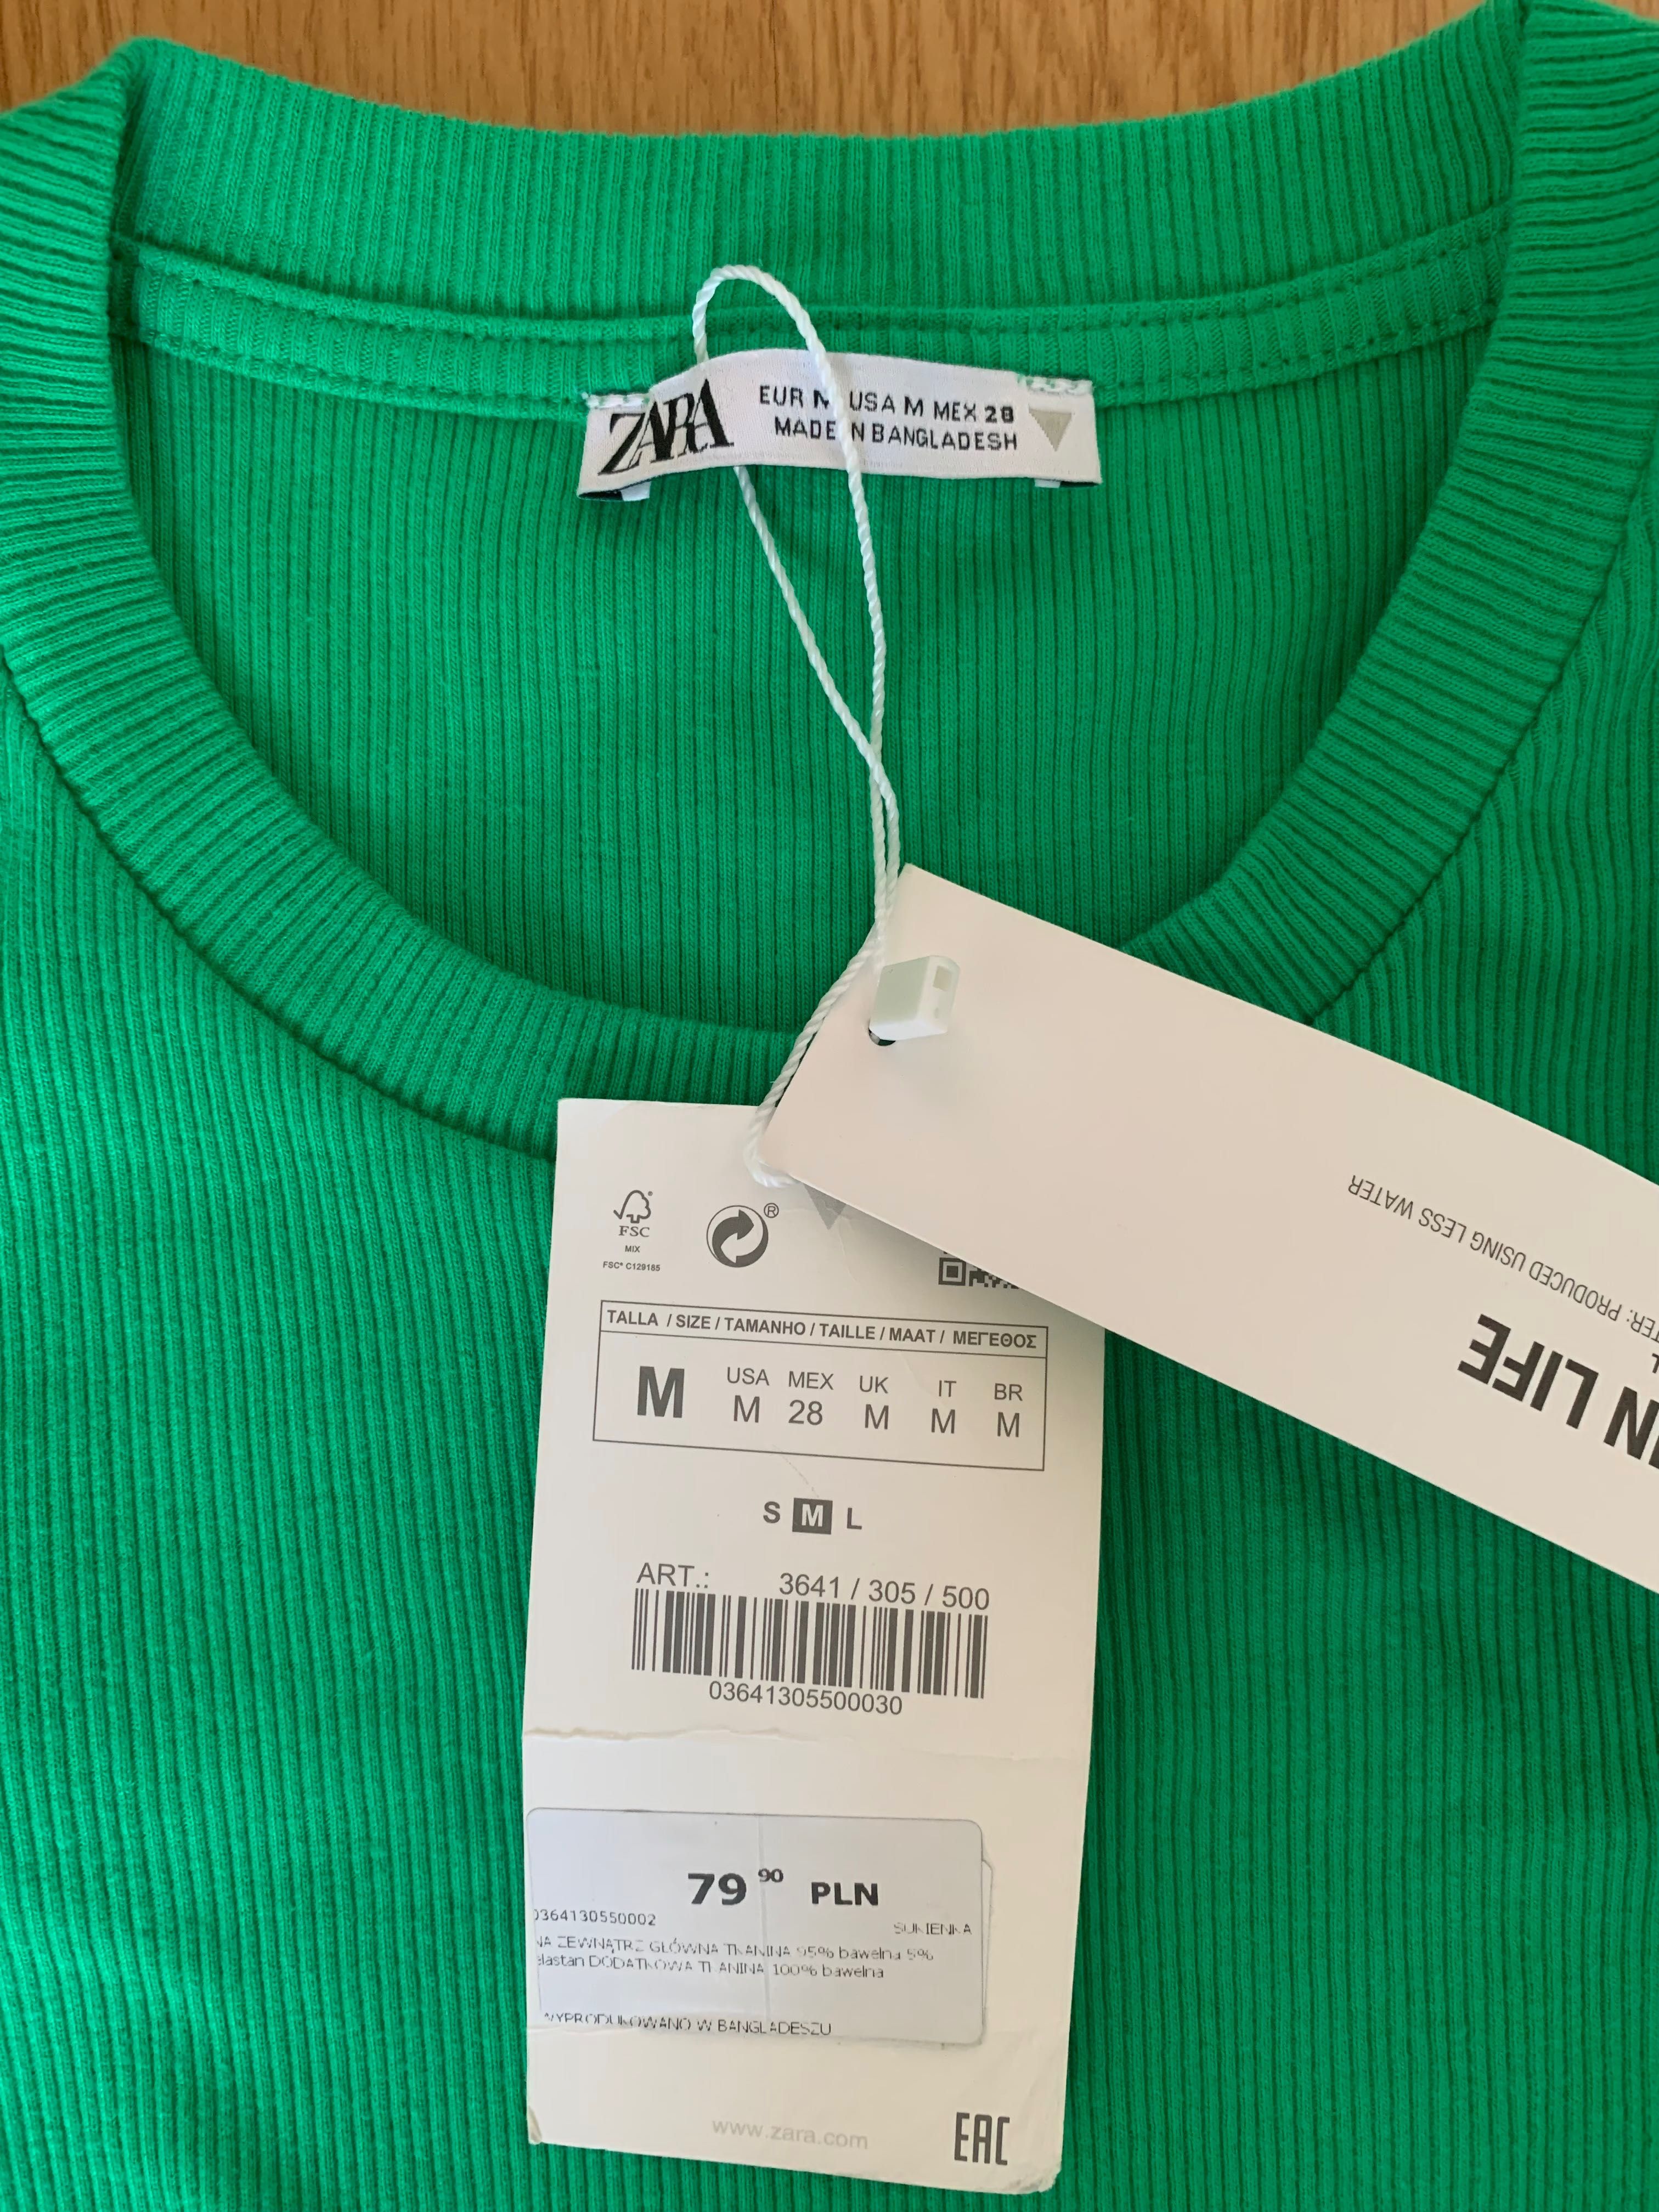 ZARA
EUR M USA M MEX 28
MADE IN BANGLADESH
PRODUCED USING LESS WATER
LIFE
FSC
MIX
FSC® C129185
®
TALLA / SIZE / TAMANHO / TAILLE / MAAT / ΜΕΓΕΘΟΣ
M USA MEX UK IT BR
M 28 M M M
S M L
ART.: 3641 / 305 / 500
03641305500030
79 90 PLN
0364130550002
SUKIENKA
NA ZEWNĄTRZ GŁÓWNA TKANINA 95% bawełna 5%
elastan DODATKOWA TKANINA 100% bawełna
WYPRODUKOWANO W BANGLADESZU
www.zara.com
EAC